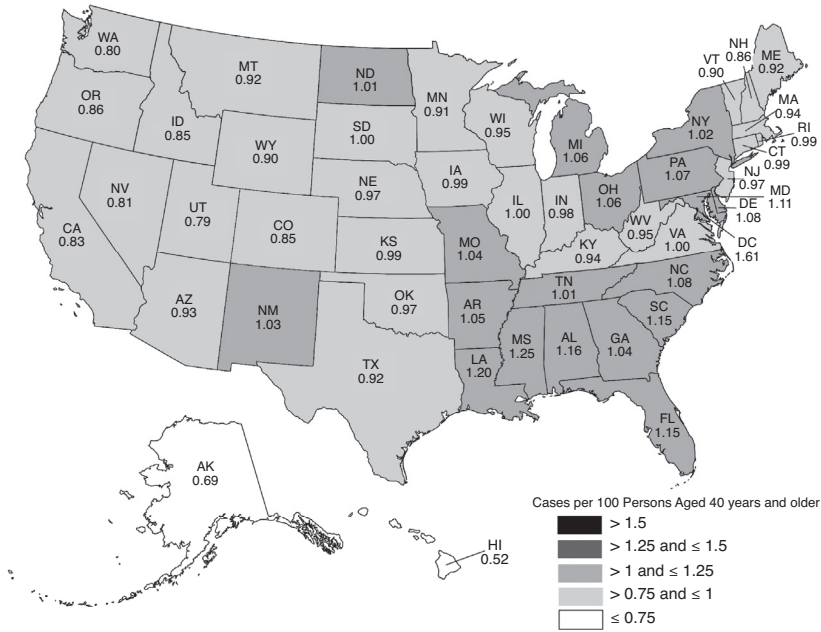 WA
0.80
OR
0.86
ID
0.85
MT
0.92
ND
1.01
MN
0.91
SD
1.00
WY
0.90
WI
0.95
MI
1.06
NY
1.02
VT
0.90
NH
0.86
ME
0.92
MA
0.94
RI
0.99
CT
0.99
NJ
0.97
PA
1.07
MD
1.11
DE
1.08
DC
1.61
NV
0.81
UT
0.79
CO
0.85
NE
0.97
IA
0.99
IL
1.00
IN
0.98
OH
1.06
WV
0.95
VA
1.00
KY
0.94
CA
0.83
KS
0.99
MO
1.04
AZ
0.93
NM
1.03
OK
0.97
AR
1.05
TN
1.01
NC
1.08
SC
1.15
MS
1.25
AL
1.16
GA
1.04
LA
1.20
TX
0.92
FL
1.15
AK
0.69
HI
0.52
Cases per 100 Persons Aged 40 years and older
> 1.5
> 1.25 and ≤ 1.5
> 1 and ≤ 1.25
> 0.75 and ≤ 1
≤ 0.75